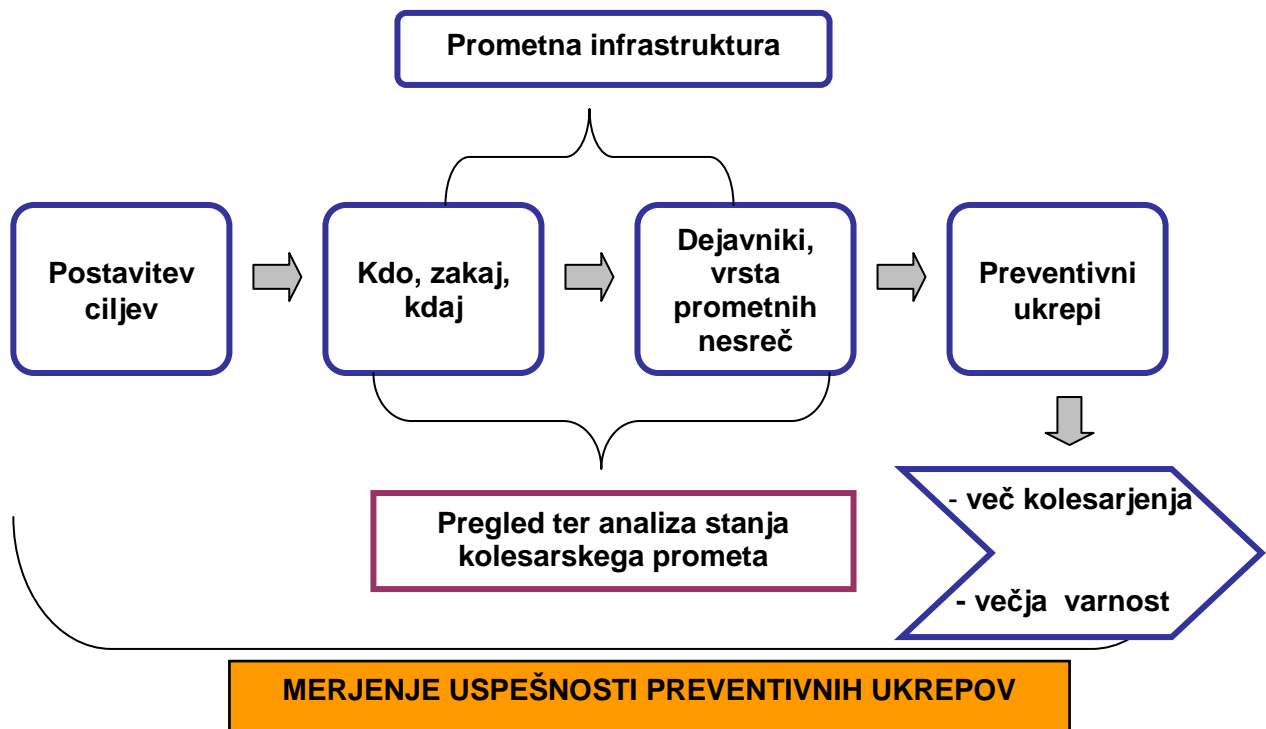 Prometna infrastruktura
Postavitev
ciljev
Kdo, zakaj,
kdaj
Dejavniki,
vrsta
prometnih
nesreč
Preventivni
ukrepi
- več kolesarjenja
- večja varnost
Pregled ter analiza stanja
kolesarskega prometa
MERJENJE USPEŠNOSTI PREVENTIVNIH UKREPOV